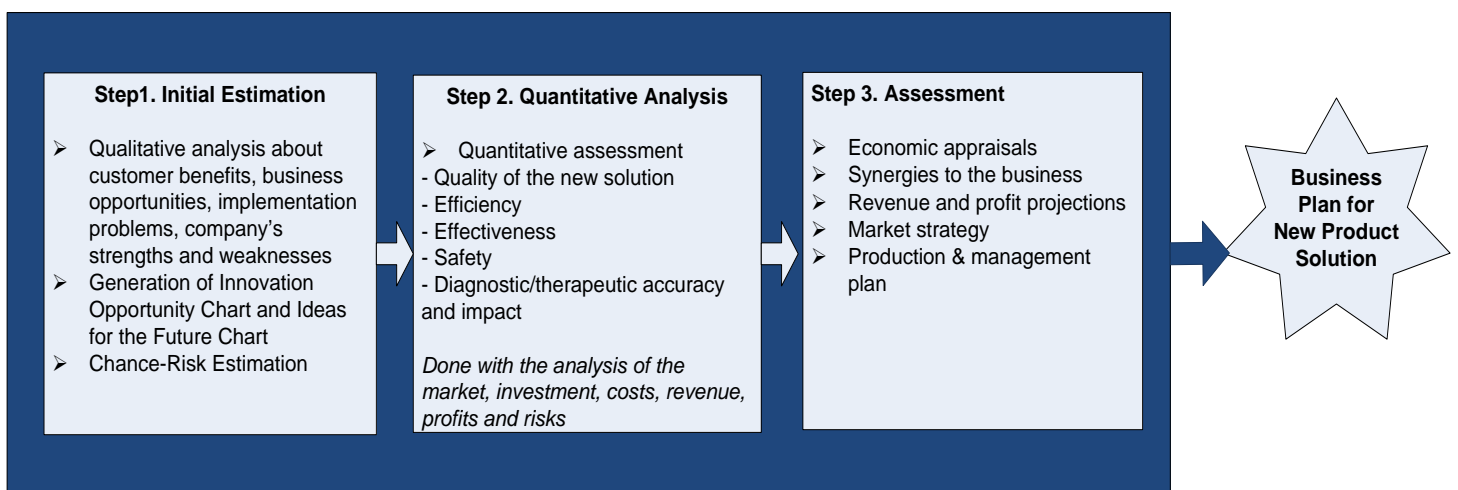 Step1. Initial Estimation
➢ Qualitative analysis about
customer benefits, business
opportunities, implementation
problems, company’s
strengths and weaknesses
➢ Generation of Innovation
Opportunity Chart and Ideas
for the Future Chart
➢ Chance-Risk Estimation
Step 2. Quantitative Analysis
➢ Quantitative assessment
- Quality of the new solution
- Efficiency
- Effectiveness
- Safety
- Diagnostic/therapeutic accuracy
and impact
Done with the analysis of the
market, investment, costs, revenue,
profits and risks
Step 3. Assessment
➢ Economic appraisals
➢ Synergies to the business
➢ Revenue and profit projections
➢ Market strategy
➢ Production & management
plan
Business
Plan for
New Product
Solution